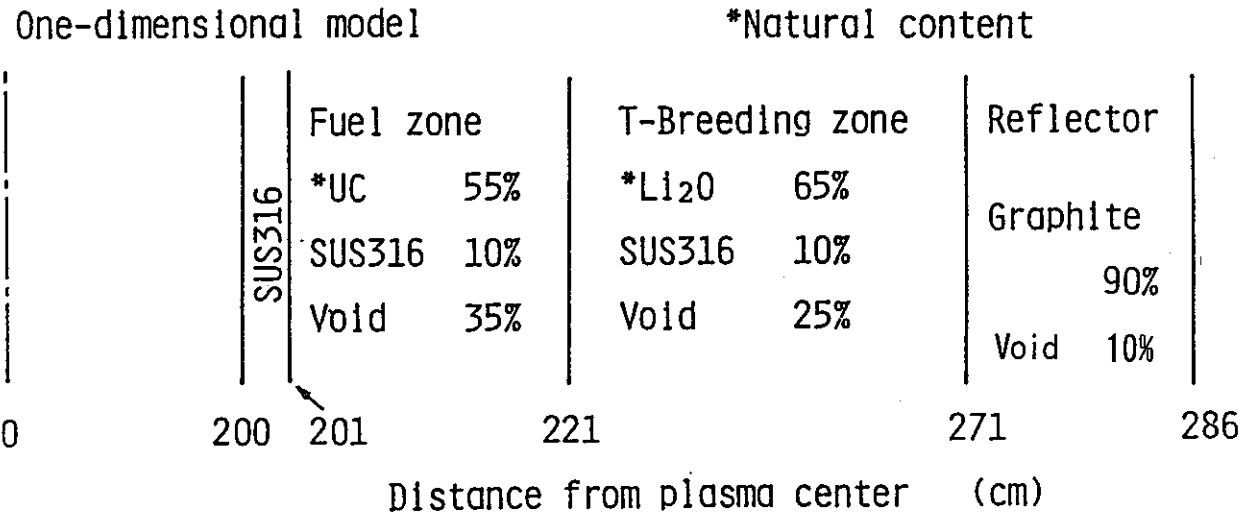 One-dimensional model
*Natural content
SUS316
Fuel zone
*UC 55%
SUS316 10%
Void 35%
T-Breeding zone
*Li₂O 65%
SUS316 10%
Void 25%
Reflector
Graphite
90%
Void 10%
0 200 201 221 271 286
Distance from plasma center (cm)